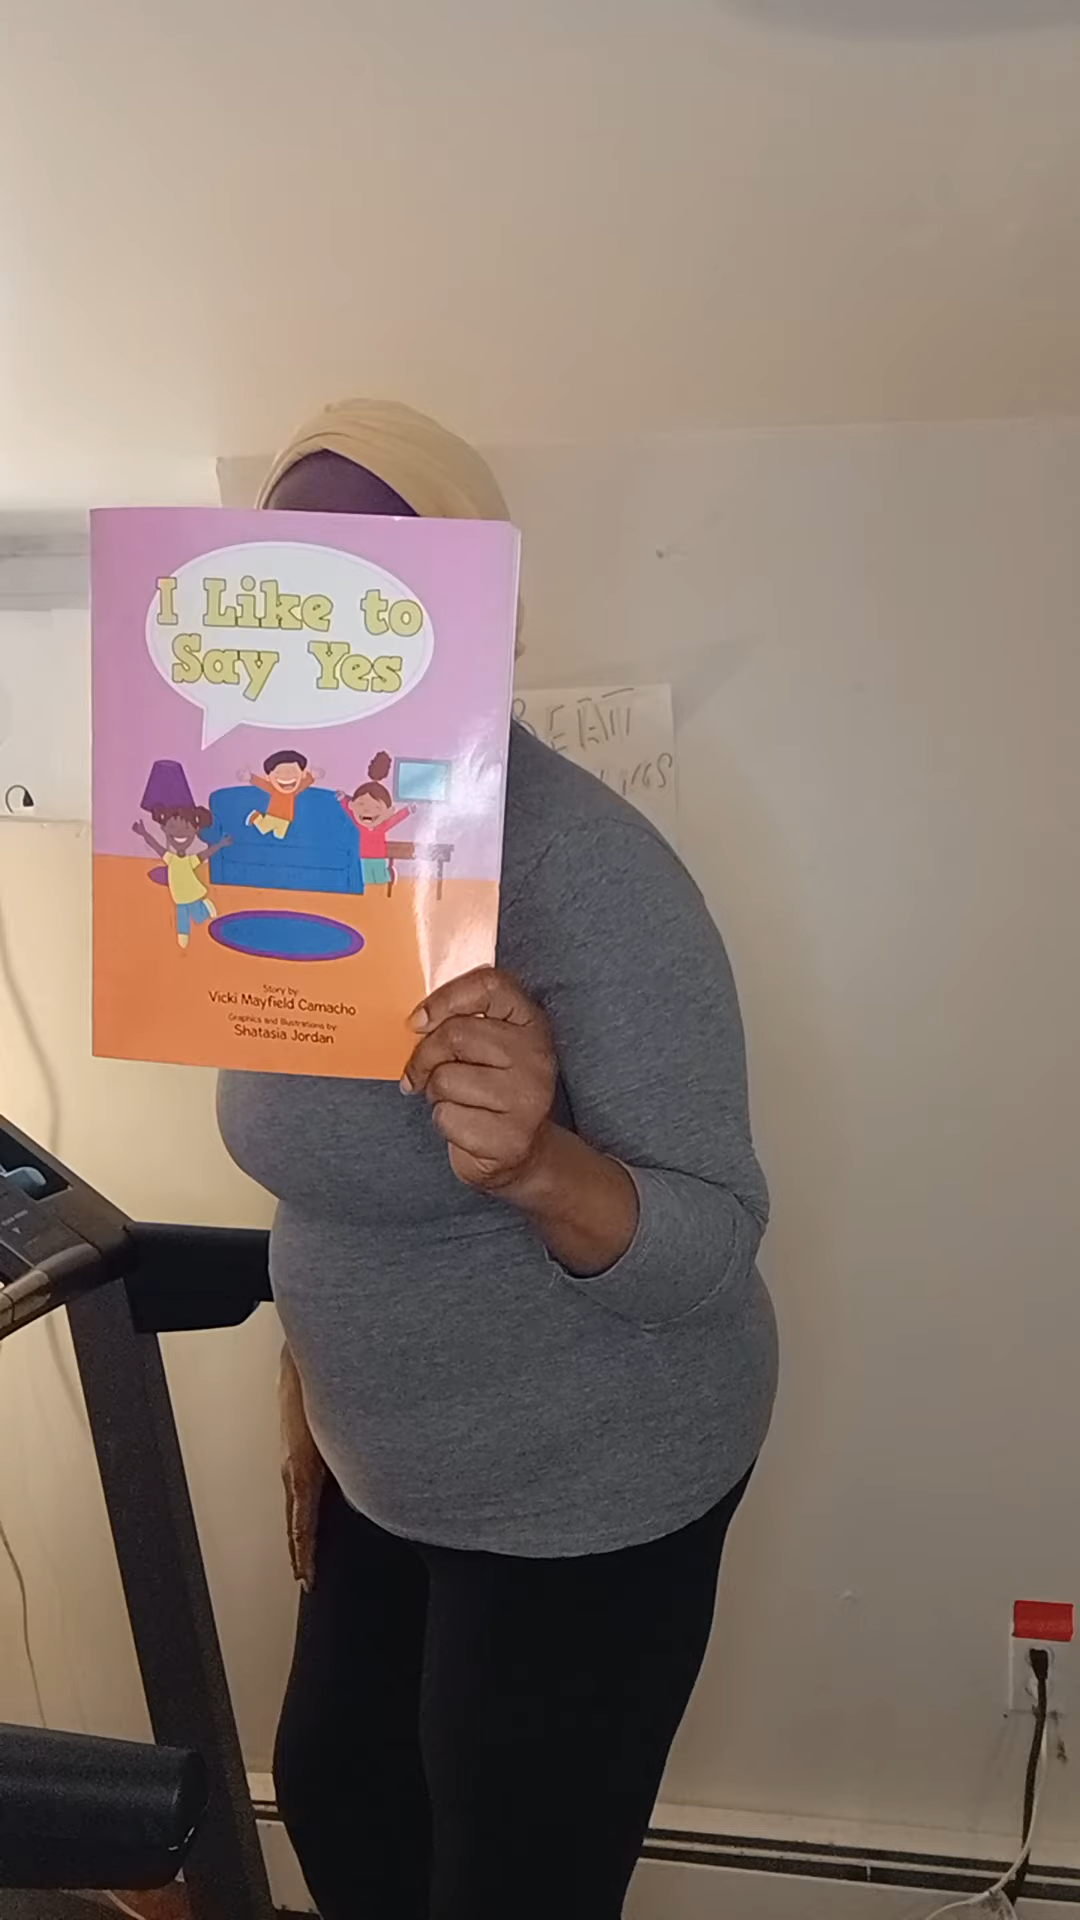 I Like to
Say Yes
Story by
Vicki Mayfield Camacho
Graphics and Illustrations by
Shatasia Jordan